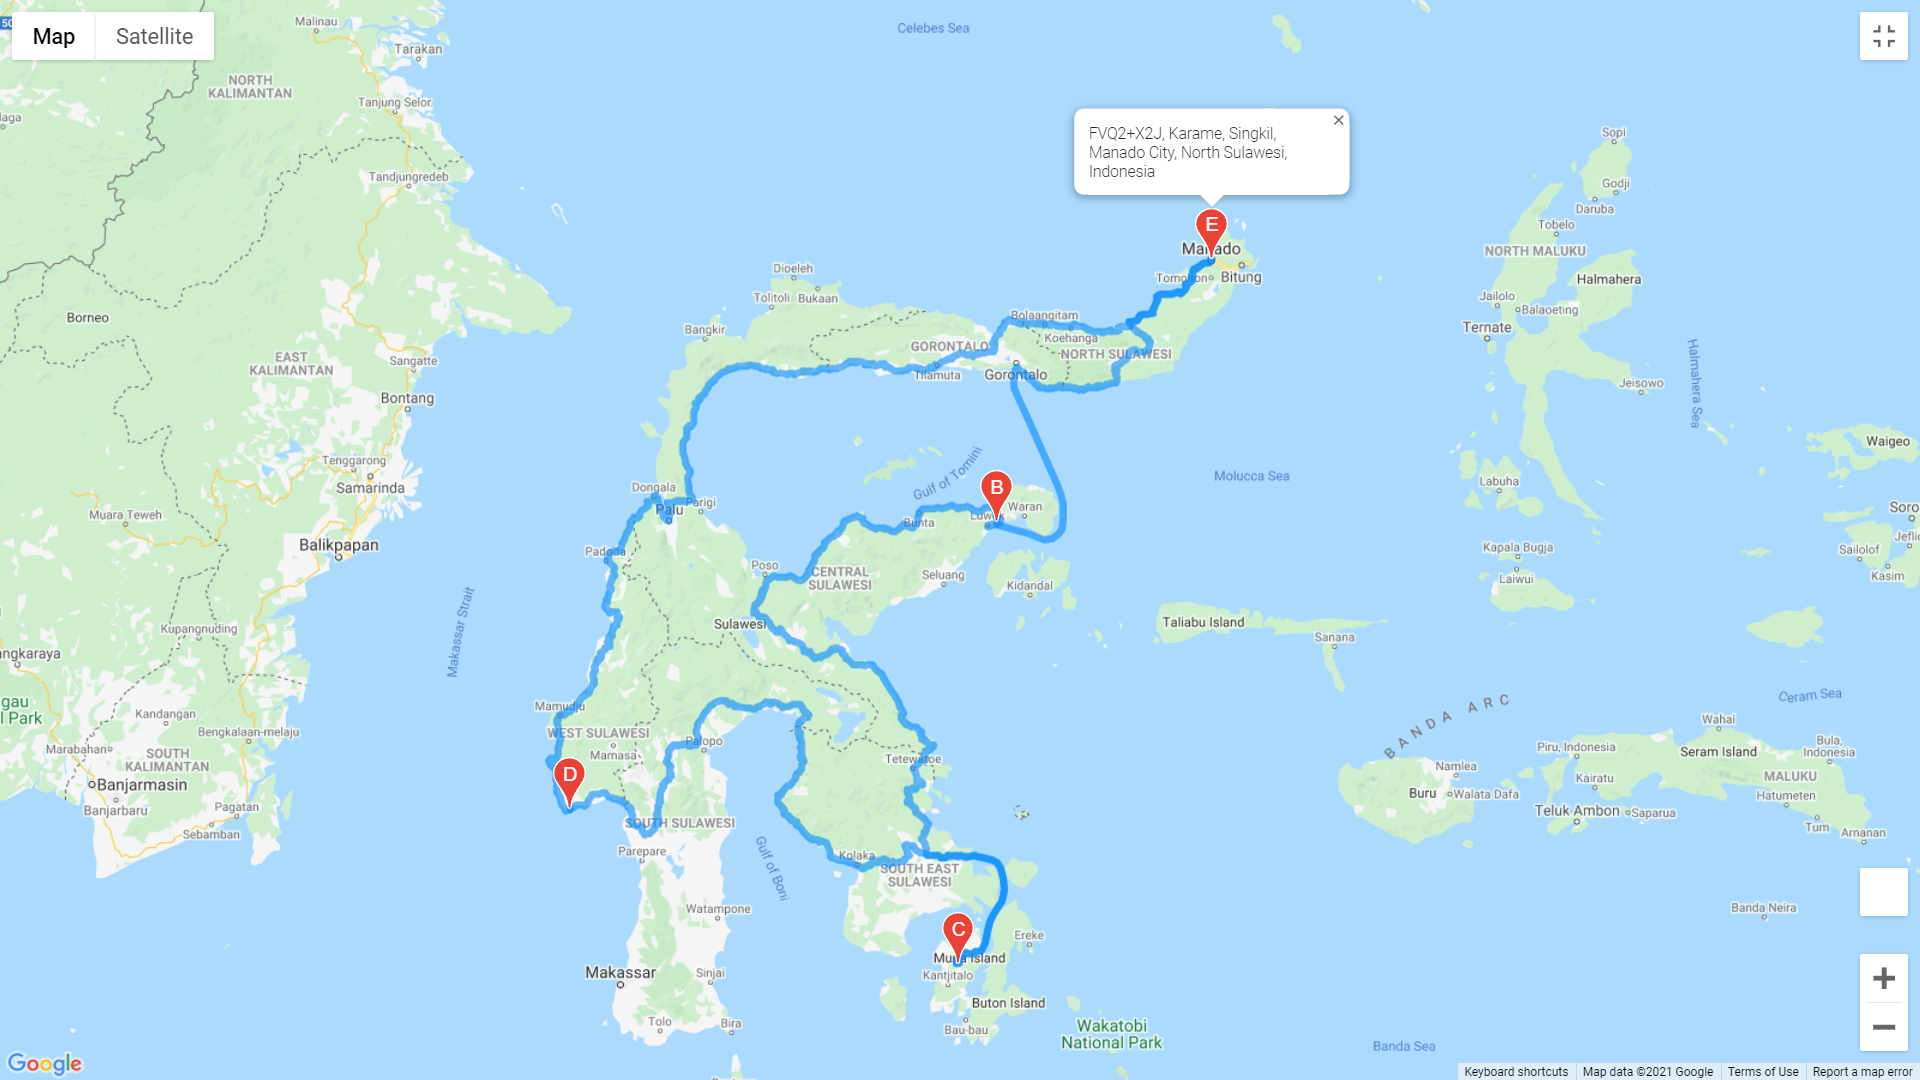 50
Map
Satellite
Malinau
Tarakan
Celebes Sea
NORTH
KALIMANTAN
Tanjung Selor
laga
FVQ2+X2J, Karame, Singkil,
Manado City, North Sulawesi,
Indonesia
Sopi
Tandjungredeb
Godji
Daruba
Tobelo
E
Manado
NORTH MALUKU
Dioeleh
Tomohon
Bitung
Halmahera
Tolitoli
Bukaan
Jailolo
Borneo
Bolaangitam
Balaoeting
Bangkir
Ternate
Koehanga
GORONTALO
NORTH SULAWESI
EAST
KALIMANTAN
Sangatte
Tilamuta
Gorontalo
Halmahera Sea
Jeisowo
Bontang
Waigeo
Tenggarong
Gulf of Tomini
Molucca Sea
Samarinda
Dongala
B
Labuha
Parigi
Palu
Waran
Luwuk
Soro
Muara Teweh
Bunta
Balikpapan
Padoda
Kapala Bugja
Jeflio
Sailolof
Poso
CENTRAL
SULAWESI
Seluang
Kidandal
Laiwui
Kasim
Makassar Strait
Kupangnuding
Sulawesi
Taliabu Island
Sanana
angkaraya
gau
l Park
Mamudju
Kandangan
BANDA ARC
Ceram Sea
Bengkalaan-melaju
WEST SULAWESI
Wahai
Marabahan
SOUTH
KALIMANTAN
Mamasa
Palopo
Tetewatoe
Piru, Indonesia
Seram Island
Bula,
Indonesia
D
Banjarmasin
Namlea
Kairatu
MALUKU
Buru
Walata Dafa
Hatumeten
Banjarbaru
Pagatan
Teluk Ambon
Saparua
Sebamban
SOUTH SULAWESI
Tum
Arnanan
Parepare
Gulf of Boni
Kolaka
SOUTH EAST
SULAWESI
Watampone
Banda Neira
C
Ereke
Muna Island
Makassar
Sinjai
Kantjitalo
Buton Island
Tolo
Bira
Bau-bau
Wakatobi
National Park
Banda Sea
Google
Keyboard shortcuts
Map data ©2021 Google
Terms of Use
Report a map error